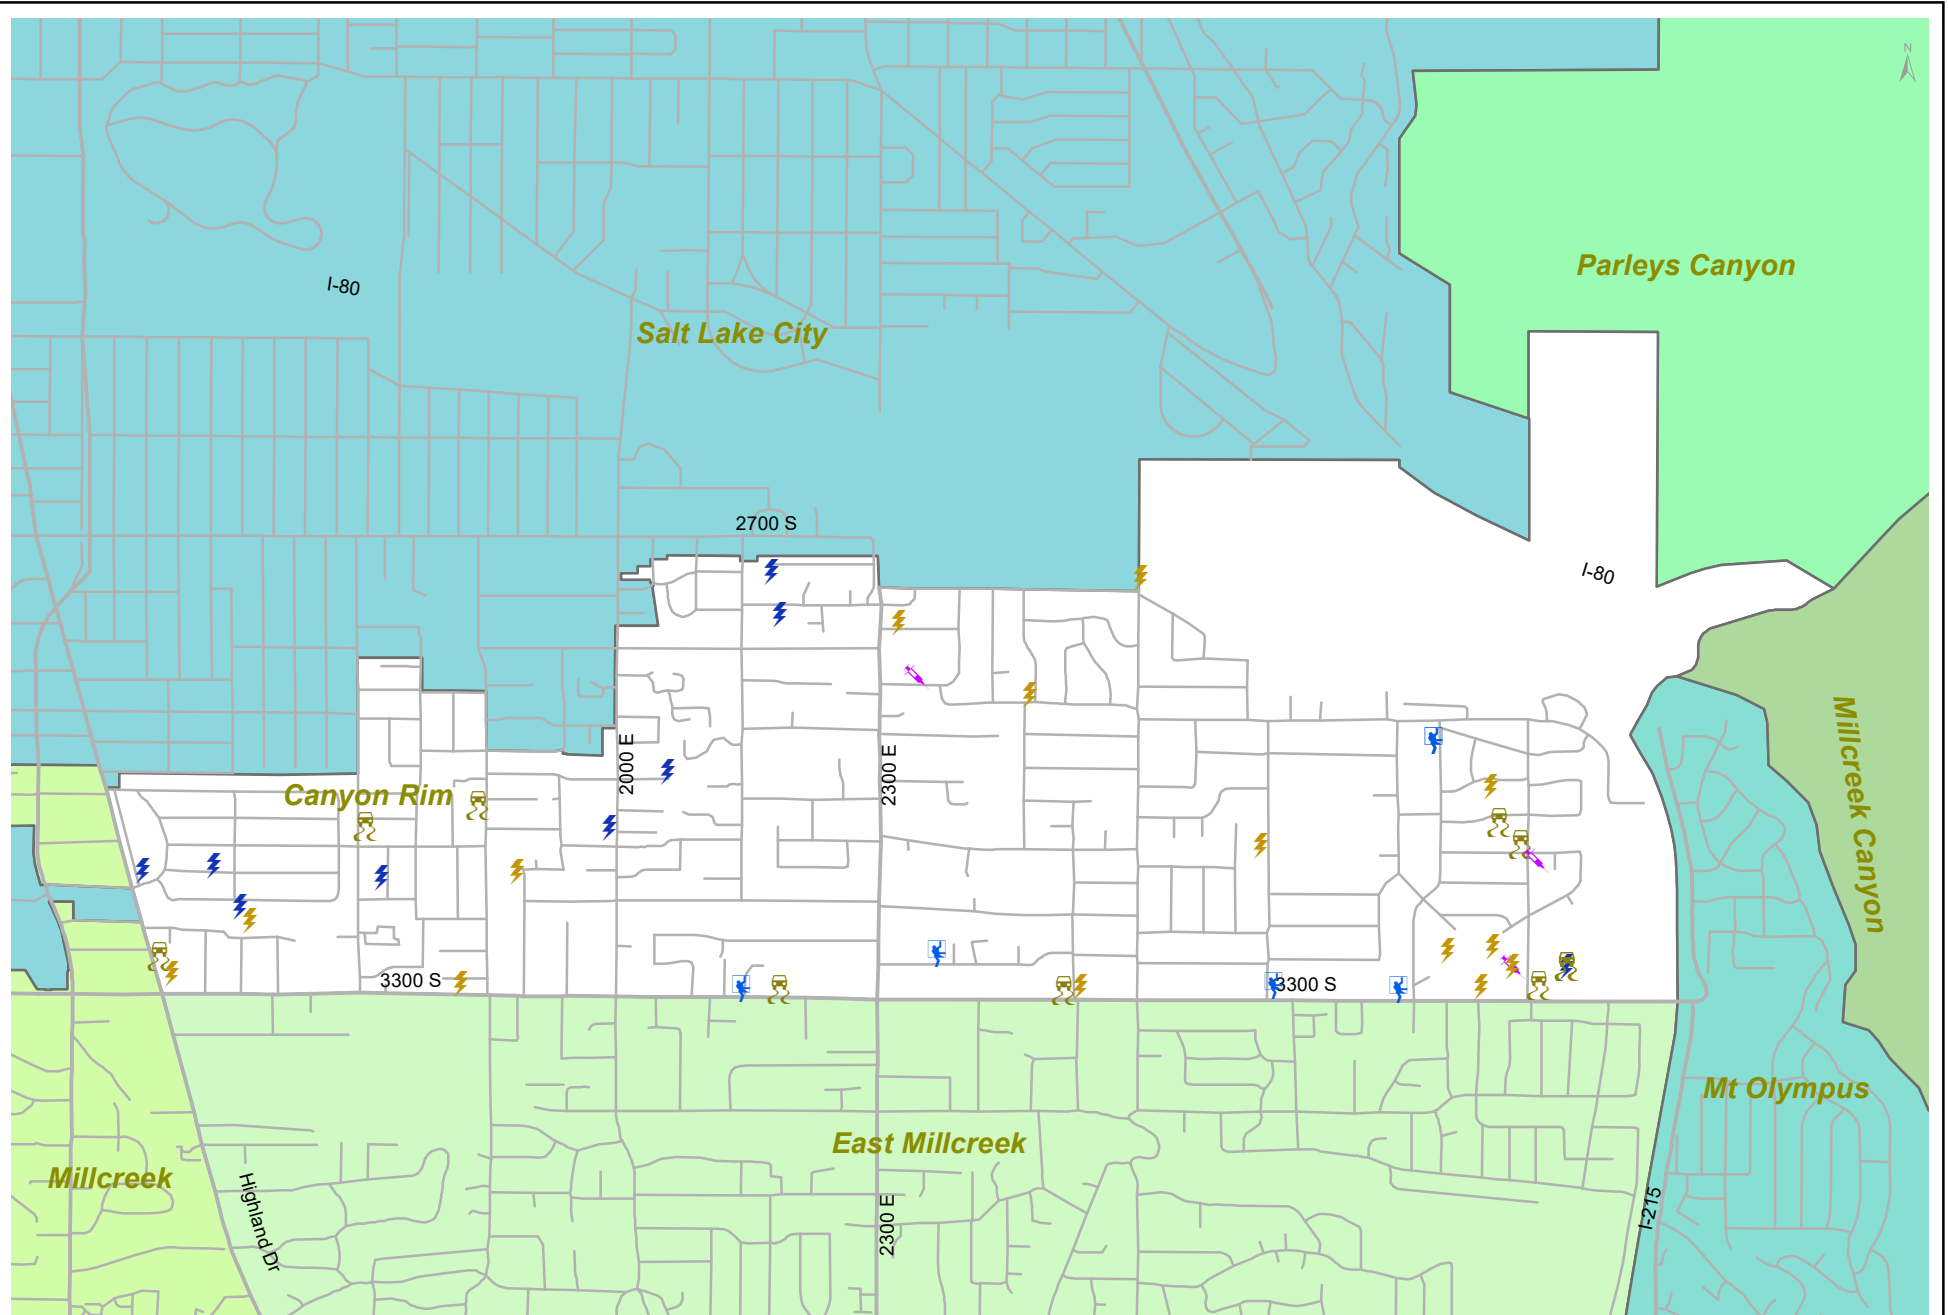 N
Parleys Canyon
I-80
Salt Lake City
2700 S
I-80
Millcreek Canyon
2000 E
2300 E
Canyon Rim
3300 S
3300 S
Mt Olympus
East Millcreek
Millcreek
Highland Dr
2300 E
I-215